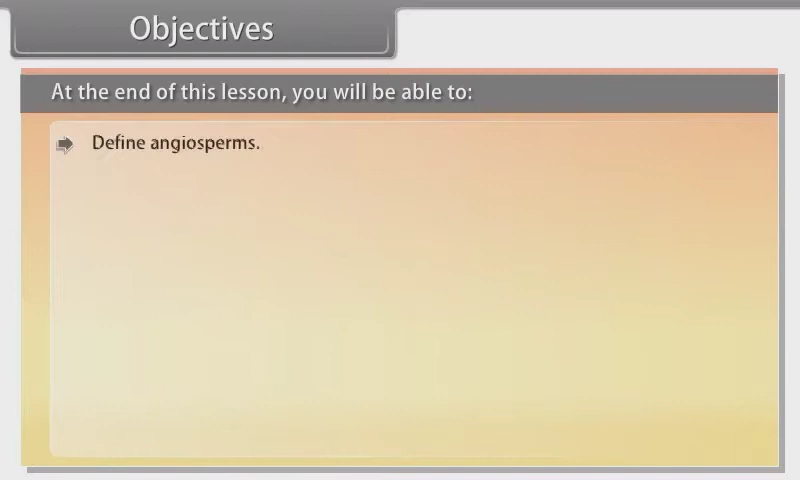 Objectives
At the end of this lesson, you will be able to:
Define angiosperms.